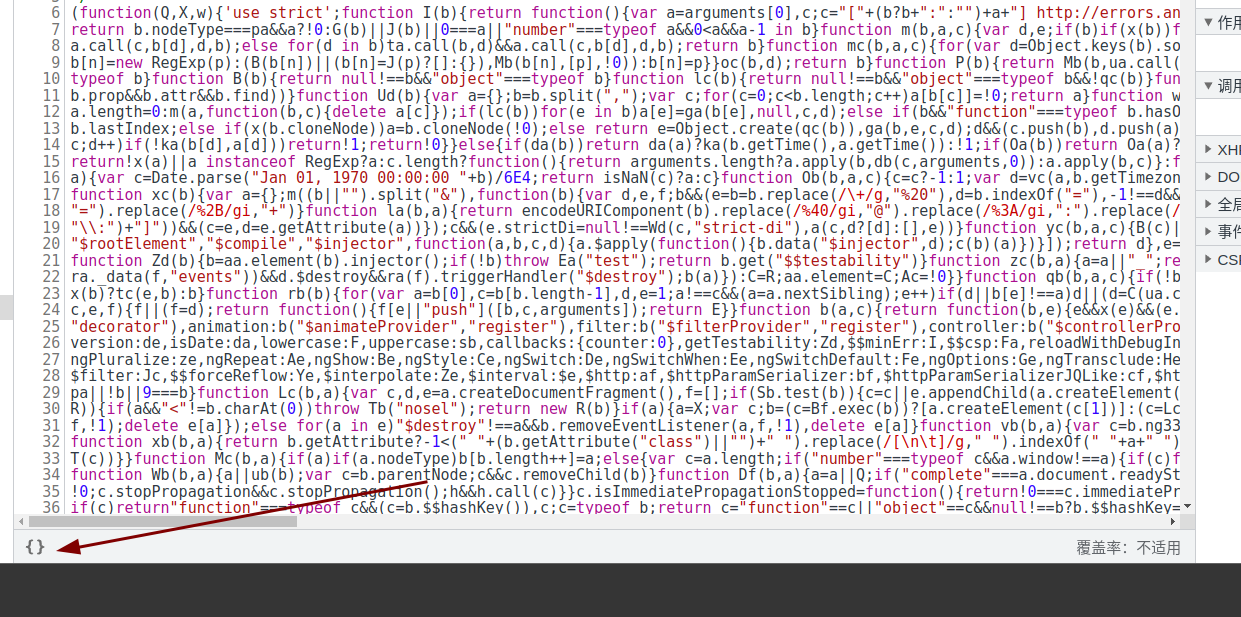 6 (function(Q,X,w){'use strict';function I(b){return function(){var a=arguments[0],c;c="["+(b?b+":":"")+a+"] http://errors.an
7 return b.nodeType===pa&&a?!0:G(b)||J(b)||0===a||"number"===typeof a&&0<a&&a-1 in b}function m(b,a,c){var d,e;if(b)if(x(b))f
8 a.call(c,b[d],d,b);else for(d in b)ta.call(b,d)&&a.call(c,b[d],d,b);return b}function mc(b,a,c){for(var d=Object.keys(b).so
9 b[n]=new RegExp(p):(B(b[n])||(b[n]=J(p)?[]:{}),Mb(b[n],[p],!0)):b[n]=p}}oc(b,d);return b}function P(b){return Mb(b,ua.call(
10 typeof b}function B(b){return null!==b&&"object"===typeof b}function lc(b){return null!==b&&"object"===typeof b&&!qc(b)}fun
11 b.prop&&b.attr&&b.find))}function Ud(b){var a={};b=b.split(",");var c;for(c=0;c<b.length;c++)a[b[c]]=!0;return a}function w
12 a.length=0:m(a,function(b,c){delete a[c]});if(lc(b))for(e in b)a[e]=ga(b[e],null,c,d);else if(b&&"function"===typeof b.hasO
13 b.lastIndex;else if(x(b.cloneNode))a=b.cloneNode(!0);else return e=Object.create(qc(b)),ga(b,e,c,d);d&&(c.push(b),d.push(a)
14 c;d++)if(!ka(b[d],a[d]))return!1;return!0}}else{if(da(b))return da(a)?ka(b.getTime(),a.getTime()):!1;if(Oa(b))return Oa(a)?
15 return!x(a)||a instanceof RegExp?a:c.length?function(){return arguments.length?a.apply(b,db(c,arguments,0)):a.apply(b,c)}:f
16 a){var c=Date.parse("Jan 01, 1970 00:00:00 "+b)/6E4;return isNaN(c)?a:c}function Ob(b,a,c){c=c?-1:1;var d=vc(a,b.getTimezon
17 function xc(b){var a={};m((b||"").split("&"),function(b){var d,e,f;b&&(e=b=b.replace(/\+/g,"%20"),d=b.indexOf("="),-1!==d&&
18 "=").replace(/%2B/gi,"+")}function la(b,a){return encodeURIComponent(b).replace(/%40/gi,"@").replace(/%3A/gi,":").replace(/
19 "\\:")+"]"))&&(c=e,d=e.getAttribute(a))});c&&(e.strictDi=null!==Wd(c,"strict-di"),a(c,d?[d]:[],e))}function yc(b,a,c){B(c)|
20 "$rootElement","$compile","$injector",function(a,b,c,d){a.$apply(function(){b.data("$injector",d);c(b)(a)})}]);return d},e=
21 function Zd(b){b=aa.element(b).injector();if(!b)throw Ea("test");return b.get("$$testability")}function zc(b,a){a=a||"_";re
22 ra._data(f,"events"))&&d.$destroy&&ra(f).triggerHandler("$destroy");b(a)}):C=R;aa.element=C;Ac=!0}}function qb(b,a,c){if(!b
23 x(b)?tc(e,b):b}function rb(b){for(var a=b[0],c=b[b.length-1],d,e=1;a!==c&&(a=a.nextSibling);e++)if(d||b[e]!==a)d||(d=C(ua.c
24 c,e,f){f||(f=d);return function(){f[e||"push"]([b,c,arguments]);return E}}function b(a,c){return function(b,e){e&&x(e)&&(e.
25 "decorator"),animation:b("$animateProvider","register"),filter:b("$filterProvider","register"),controller:b("$controllerPro
26 version:de,isDate:da,lowercase:F,uppercase:sb,callbacks:{counter:0},getTestability:Zd,$$minErr:I,$$csp:Fa,reloadWithDebugIn
27 ngPluralize:ze,ngRepeat:Ae,ngShow:Be,ngStyle:Ce,ngSwitch:De,ngSwitchWhen:Ee,ngSwitchDefault:Fe,ngOptions:Ge,ngTransclude:He
28 $filter:Jc,$$forceReflow:Ye,$interpolate:Ze,$interval:$e,$http:af,$httpParamSerializer:bf,$httpParamSerializerJQLike:cf,$ht
29 pa||!b||9===b}function Lc(b,a){var c,d,e=a.createDocumentFragment(),f=[];if(Sb.test(b)){c=c||e.appendChild(a.createElement(
30 R)){if(a&&"<"!=b.charAt(0))throw Tb("nosel");return new R(b)}if(a){a=X;var c;b=(c=Bf.exec(b))?[a.createElement(c[1])]:(c=Lc
31 f,!1);delete e[a]});else for(a in e)"$destroy"!==a&&b.removeEventListener(a,f,!1),delete e[a]}function vb(b,a){var c=b.ng33
32 function xb(b,a){return b.getAttribute?-1<(" "+(b.getAttribute("class")||"")+" ").replace(/[\n\t]/g," ").indexOf(" "+a+" ")
33 T(c))}}function Mc(b,a){if(a)if(a.nodeType)b[b.length++]=a;else{var c=a.length;if("number"===typeof c&&a.window!==a){if(c)f
34 function Wb(b,a){a||ub(b);var c=b.parentNode;c&&c.removeChild(b)}function Df(b,a){a=a||Q;if("complete"===a.document.readySt
35 !0;c.stopPropagation&&c.stopPropagation();h&&h.call(c)}}c.isImmediatePropagationStopped=function(){return!0===c.immediatePr
36 if(c)return"function"===typeof c&&(c=b.$$hashKey()),c;c=typeof b;return c="function"==c||"object"==c&&null!==b?b.$$hashKey=
{}
覆盖率: 不适用
作用
调用
XH
DO
全局
事件
CS